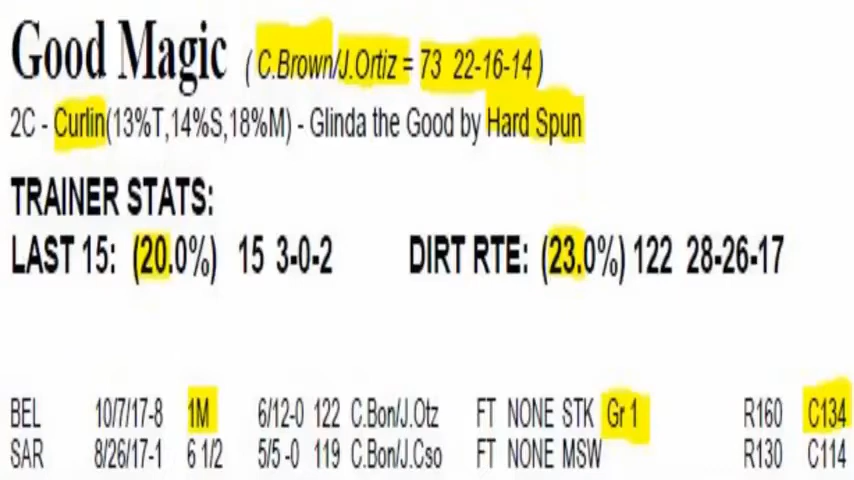 Good Magic ( C.Brown/J.Ortiz = 73 22-16-14 )
2C - Curlin(13%T,14%S,18%M) - Glinda the Good by Hard Spun
TRAINER STATS:
LAST 15: (20.0%) 15 3-0-2 DIRT RTE: (23.0%) 122 28-26-17
BEL 10/7/17-8 1M 6/12-0 122 C.Bon/J.Otz FT NONE STK Gr 1 R160 C134
SAR 8/26/17-1 6 1/2 5/5-0 119 C.Bon/J.Cso FT NONE MSW R130 C114